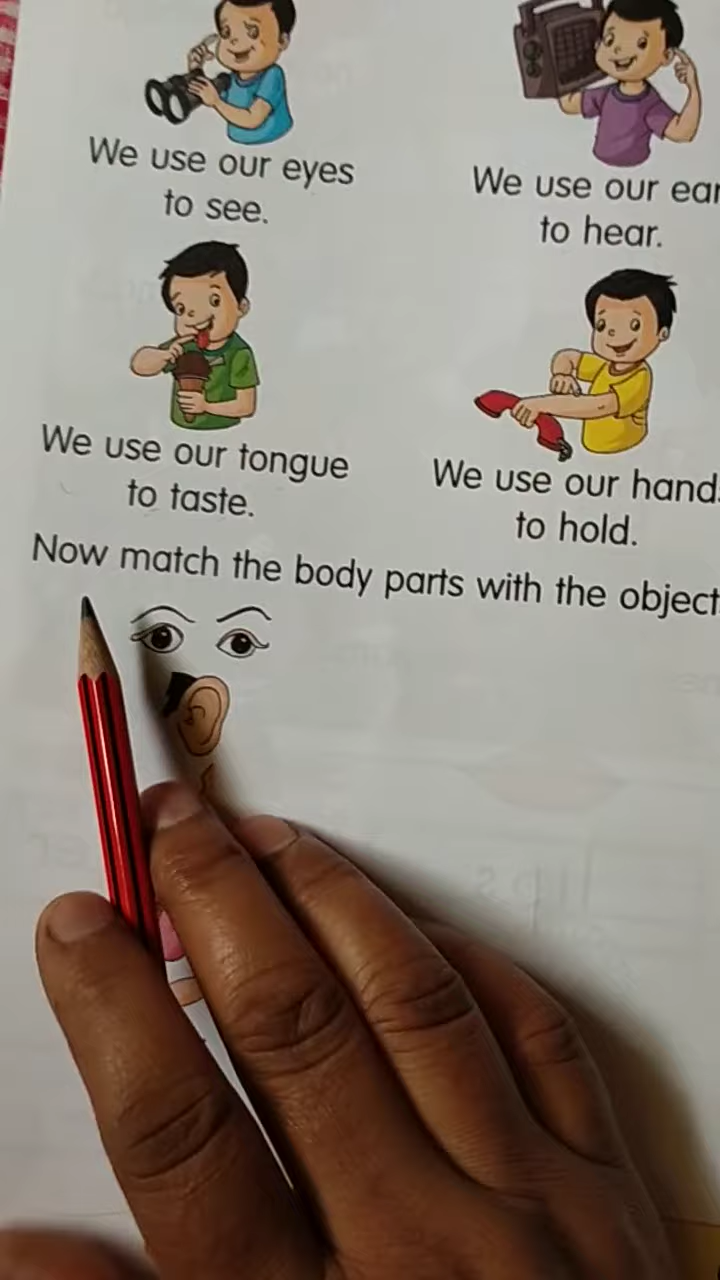 We use our eyes
to see.
We use our ear
to hear.
We use our tongue
to taste.
We use our hand
to hold.
Now match the body parts with the object